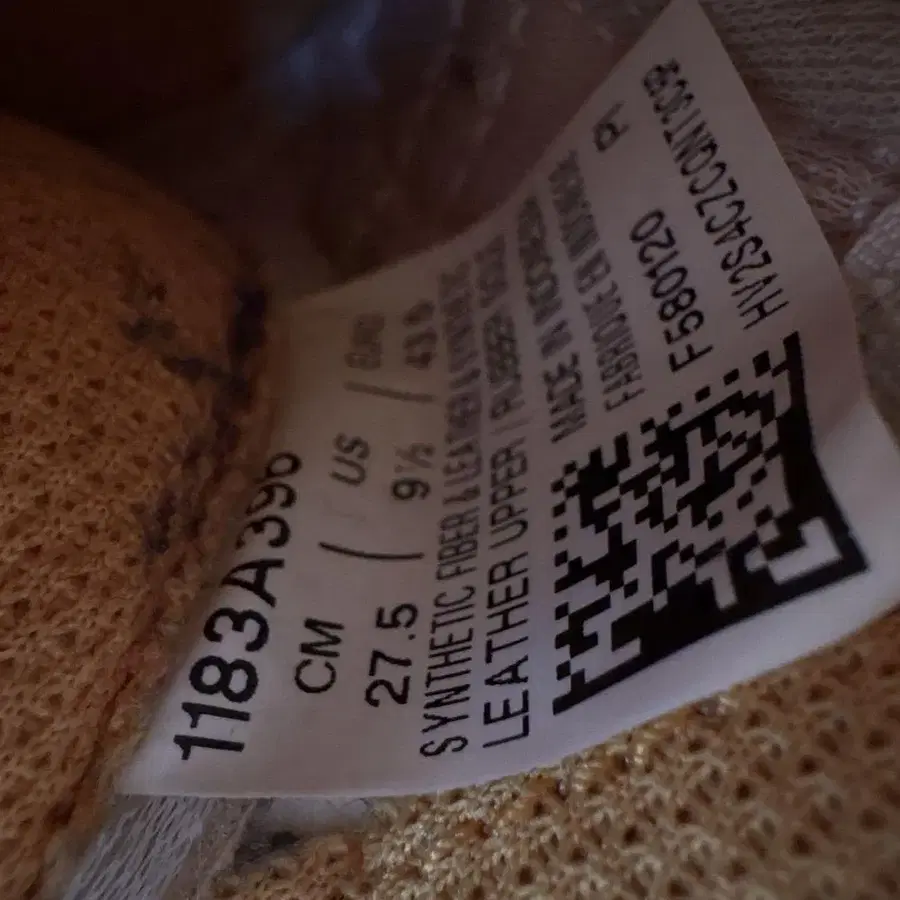 1183A396
CM / US / Euro
27.5 / 9½ / 43.5
SYNTHETIC FIBER & LEATHER & SYNTHETIC
LEATHER UPPER / RUBBER SOLE
MADE IN INDONESIA
FABRIQUE EN INDONESIE
F580120 PI